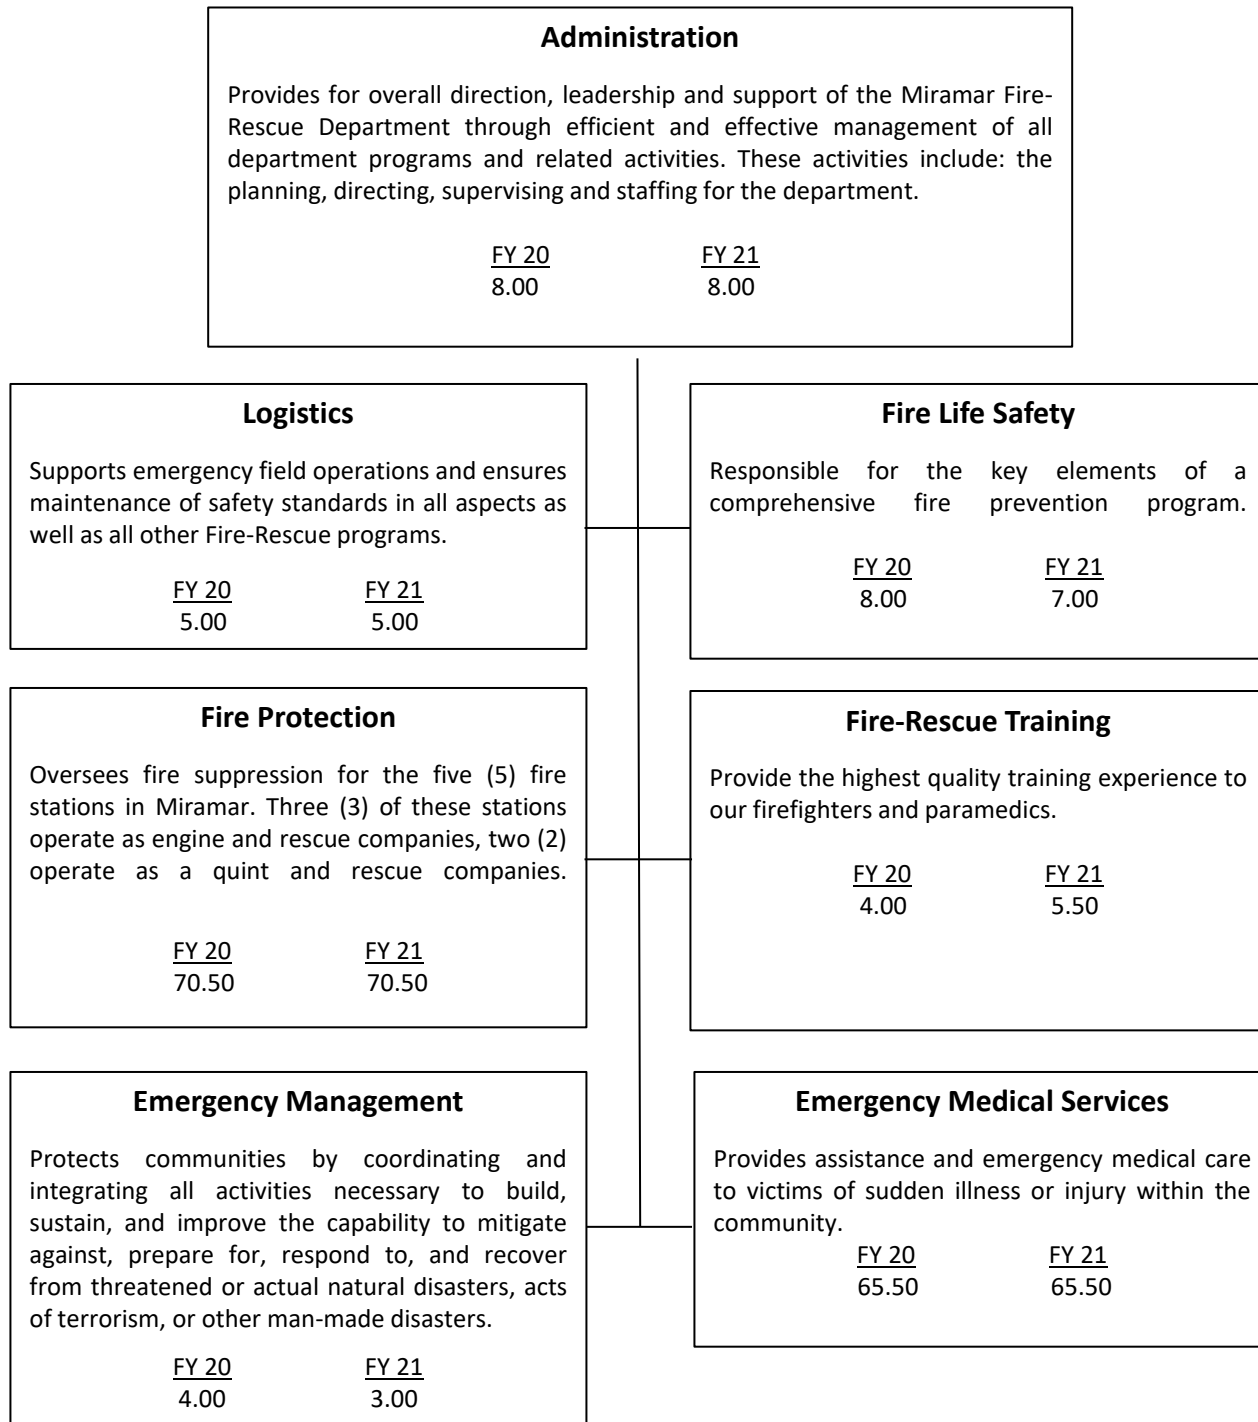 Administration
Provides for overall direction, leadership and support of the Miramar Fire-
Rescue Department through efficient and effective management of all
department programs and related activities. These activities include: the
planning, directing, supervising and staffing for the department.
FY 20 FY 21
8.00 8.00
Logistics
Supports emergency field operations and ensures
maintenance of safety standards in all aspects as
well as all other Fire-Rescue programs.
FY 20 FY 21
5.00 5.00
Fire Life Safety
Responsible for the key elements of a
comprehensive fire prevention program.
FY 20 FY 21
8.00 7.00
Fire Protection
Oversees fire suppression for the five (5) fire
stations in Miramar. Three (3) of these stations
operate as engine and rescue companies, two (2)
operate as a quint and rescue companies.
FY 20 FY 21
70.50 70.50
Fire-Rescue Training
Provide the highest quality training experience to
our firefighters and paramedics.
FY 20 FY 21
4.00 5.50
Emergency Management
Protects communities by coordinating and
integrating all activities necessary to build,
sustain, and improve the capability to mitigate
against, prepare for, respond to, and recover
from threatened or actual natural disasters, acts
of terrorism, or other man-made disasters.
FY 20 FY 21
4.00 3.00
Emergency Medical Services
Provides assistance and emergency medical care
to victims of sudden illness or injury within the
community.
FY 20 FY 21
65.50 65.50